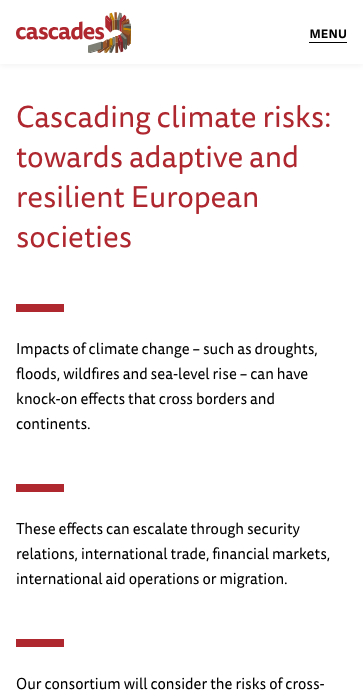 cascades
MENU
Cascading climate risks:
towards adaptive and
resilient European
societies
Impacts of climate change – such as droughts,
floods, wildfires and sea-level rise – can have
knock-on effects that cross borders and
continents.
These effects can escalate through security
relations, international trade, financial markets,
international aid operations or migration.
Our consortium will consider the risks of cross-